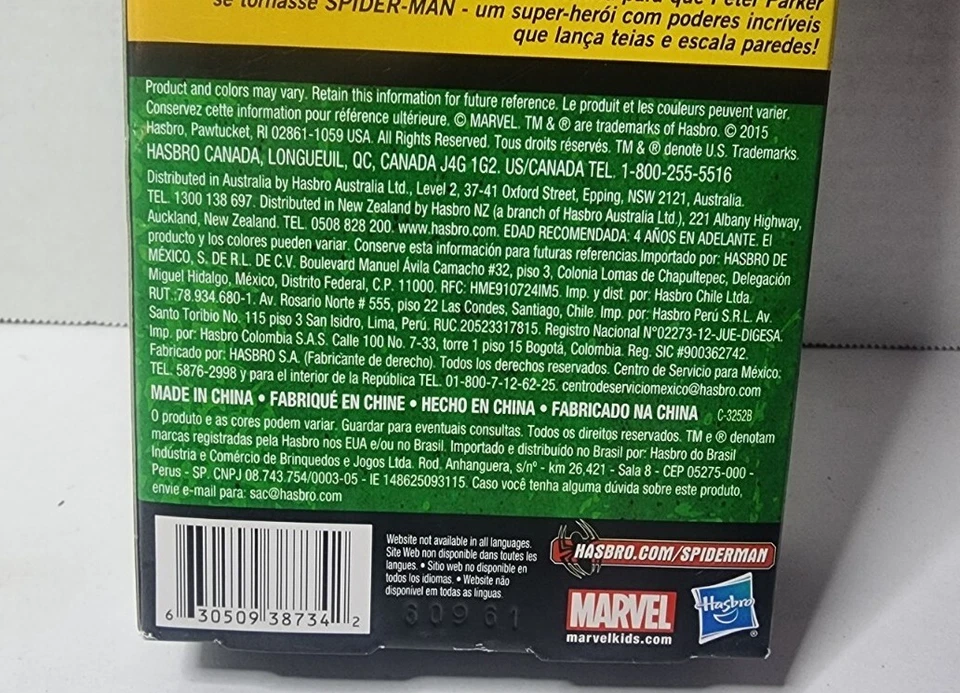 para que Peter Parker
se tornasse SPIDER-MAN - um super-herói com poderes incríveis
que lança teias e escala paredes!
Product and colors may vary. Retain this information for future reference. Le produit et les couleurs peuvent varier.
Conservez cette information pour référence ultérieure. © MARVEL. TM & ® are trademarks of Hasbro. © 2015
Hasbro, Pawtucket, RI 02861-1059 USA. All Rights Reserved. Tous droits réservés. TM & ® denote U.S. Trademarks.
HASBRO CANADA, LONGUEUIL, QC, CANADA J4G 1G2. US/CANADA TEL. 1-800-255-5516
Distributed in Australia by Hasbro Australia Ltd., Level 2, 37-41 Oxford Street, Epping, NSW 2121, Australia.
TEL. 1300 138 697. Distributed in New Zealand by Hasbro NZ (a branch of Hasbro Australia Ltd.), 221 Albany Highway,
Auckland, New Zealand. TEL. 0508 828 200. www.hasbro.com. EDAD RECOMENDADA: 4 AÑOS EN ADELANTE. El
producto y los colores pueden variar. Conserve esta información para futuras referencias.Importado por: HASBRO DE
MÉXICO, S. DE R.L. DE C.V. Boulevard Manuel Ávila Camacho #32, piso 3, Colonia Lomas de Chapultepec, Delegación
Miguel Hidalgo, México, Distrito Federal, C.P. 11000. RFC: HME910724IM5. Imp. y dist. por: Hasbro Chile Ltda.
RUT.:78.934.680-1. Av. Rosario Norte # 555, piso 22 Las Condes, Santiago, Chile. Imp. por: Hasbro Perú S.R.L. Av.
Santo Toribio No. 115 piso 3 San Isidro, Lima, Perú. RUC.20523317815. Registro Nacional N°02273-12-JUE-DIGESA.
Imp. por: Hasbro Colombia S.A.S. Calle 100 No. 7-33, torre 1 piso 15 Bogotá, Colombia. Reg. SIC #900362742.
Fabricado por: HASBRO S.A. (Fabricante de derecho). Todos los derechos reservados. Centro de Servicio para México:
TEL. 5876-2998 y para el interior de la República TEL. 01-800-7-12-62-25. centrodeserviciomexico@hasbro.com
MADE IN CHINA • FABRIQUÉ EN CHINE • HECHO EN CHINA • FABRICADO NA CHINA C-3252B
O produto e as cores podem variar. Guardar para eventuais consultas. Todos os direitos reservados. TM e ® denotam
marcas registradas pela Hasbro nos EUA e/ou no Brasil. Importado e distribuído no Brasil por: Hasbro do Brasil
Indústria e Comércio de Brinquedos e Jogos Ltda. Rod. Anhanguera, s/nº - km 26,421 - Sala 8 - CEP 05275-000 -
Perus - SP. CNPJ 08.743.754/0003-05 - IE 148625093115. Caso você tenha alguma dúvida sobre este produto,
envie e-mail para: sac@hasbro.com
Website not available in all languages.
Site Web non disponible dans toutes les
langues. • Sitio web no disponible en
todos los idiomas. • Website não
disponível em todas as línguas.
60961
HASBRO.COM/SPIDERMAN
MARVEL
marvelkids.com
Hasbro
6 30509 38734 2